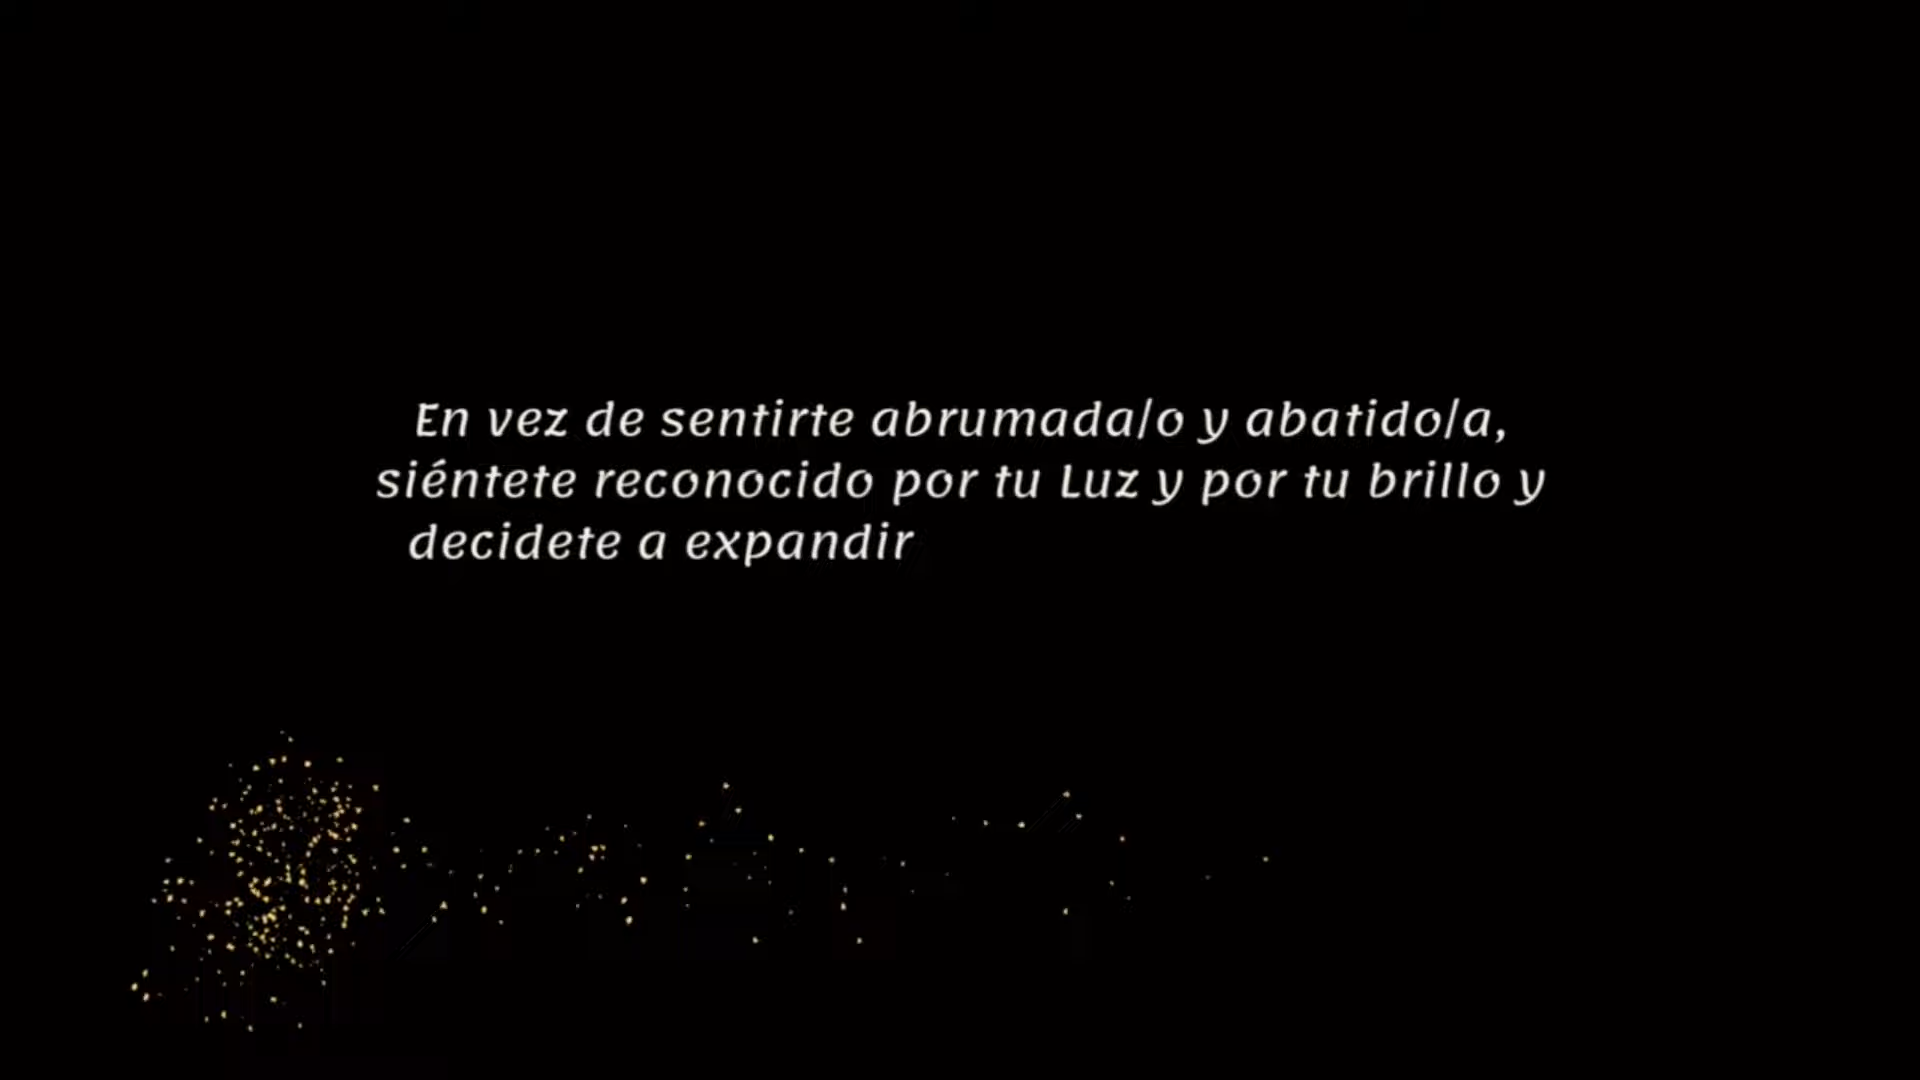 En vez de sentirte abrumada/o y abatido/a,
siéntete reconocido por tu Luz y por tu brillo y
decidete a expandir